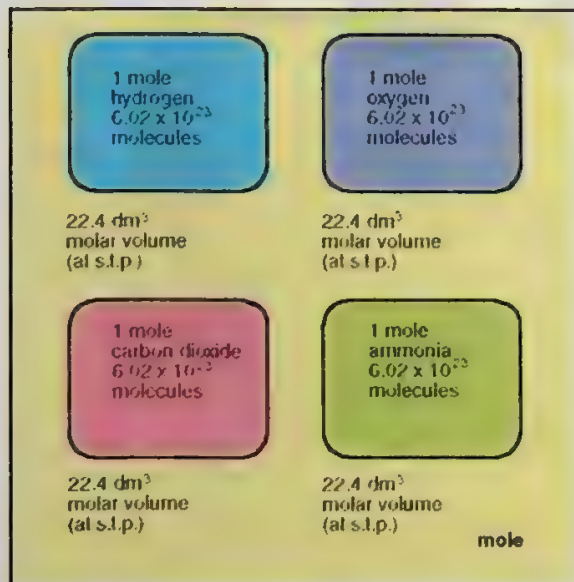 1 mole
hydrogen
6.02 x 10²³
molecules
1 mole
oxygen
6.02 x 10²³
molecules
22.4 dm³
molar volume
(at s.t.p.)
22.4 dm³
molar volume
(at s.t.p.)
1 mole
carbon dioxide
6.02 x
molecules
1 mole
ammonia
6.02 x 10²³
molecules
22.4 dm³
molar volume
(at s.t.p.)
22.4 dm³
molar volume
(at s.t.p.)
mole